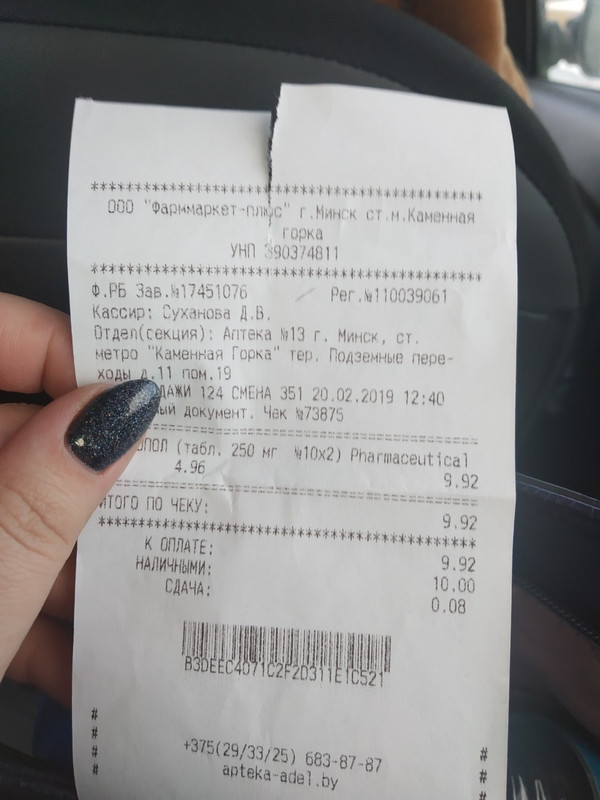 ************************************************
ООО "Фарммаркет-плюс" г.Минск ст.м.Каменная
горка
УНП 390374811
************************************************
Ф.РБ Зав.№17451076 Рег.№110039061
Кассир: Суханова Д.В.
Отдел(секция): Аптека №13 г. Минск, ст.
метро "Каменная Горка" тер. Подземные пере-
ходы д.11 пом.19
124 СМЕНА 351 20.02.2019 12:40
документ. Чек №73875
(табл. 250 мг №10x2) Pharmaceutical
4.96 9.92
ИТОГО ПО ЧЕКУ: 9.92
************************************************
К ОПЛАТЕ: 9.92
НАЛИЧНЫМИ: 10.00
СДАЧА: 0.08
B3DEEC4071C2F2D311E1C521
# #
# +375(29/33/25) 683-87-87 #
# apteka-adel.by #
#